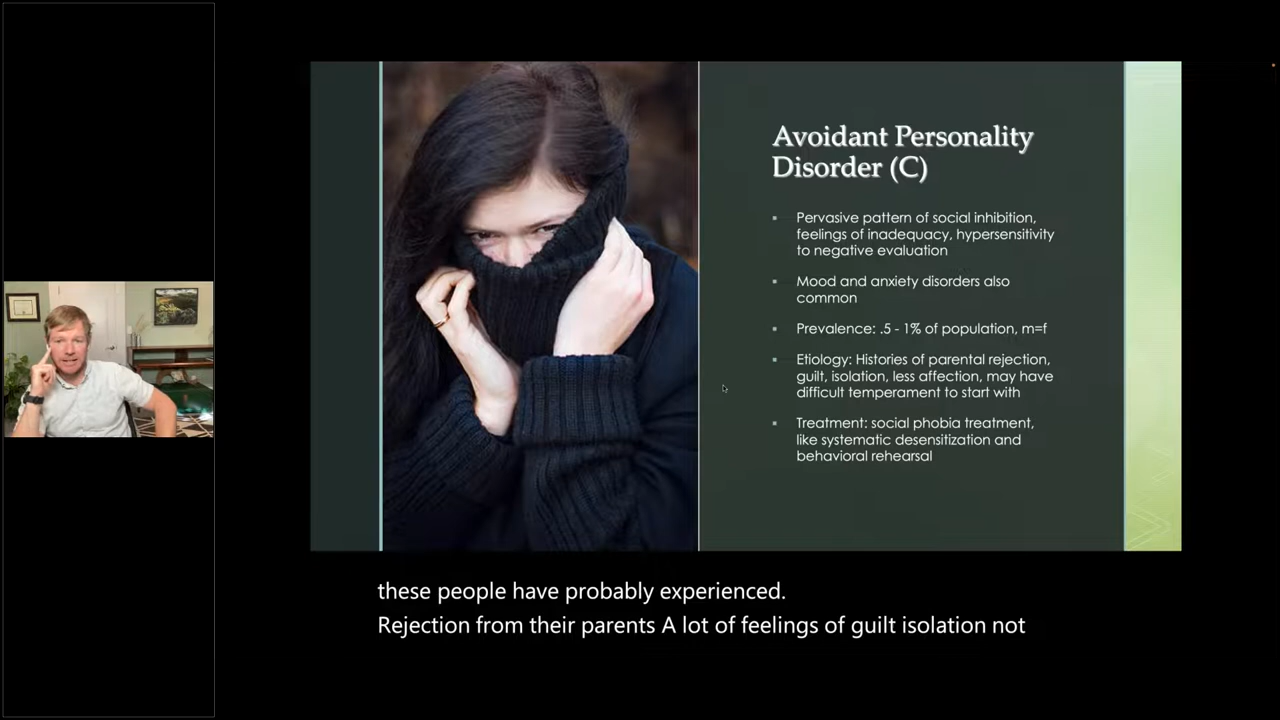 Avoidant Personality
Disorder (C)
▪ Pervasive pattern of social inhibition,
feelings of inadequacy, hypersensitivity
to negative evaluation
▪ Mood and anxiety disorders also
common
▪ Prevalence: .5 - 1% of population, m=f
▪ Etiology: Histories of parental rejection,
guilt, isolation, less affection, may have
difficult temperament to start with
▪ Treatment: social phobia treatment,
like systematic desensitization and
behavioral rehearsal
these people have probably experienced.
Rejection from their parents A lot of feelings of guilt isolation not